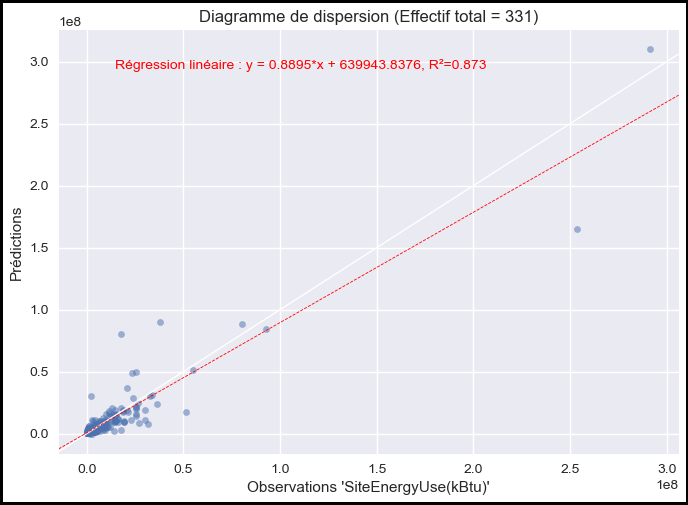 Diagramme de dispersion (Effectif total = 331)
1e8
Régression linéaire : y = 0.8895*x + 639943.8376, R²=0.873
3.0
2.5
2.0
1.5
1.0
0.5
0.0
Prédictions
0.0 0.5 1.0 1.5 2.0 2.5 3.0
Observations 'SiteEnergyUse(kBtu)'
1e8